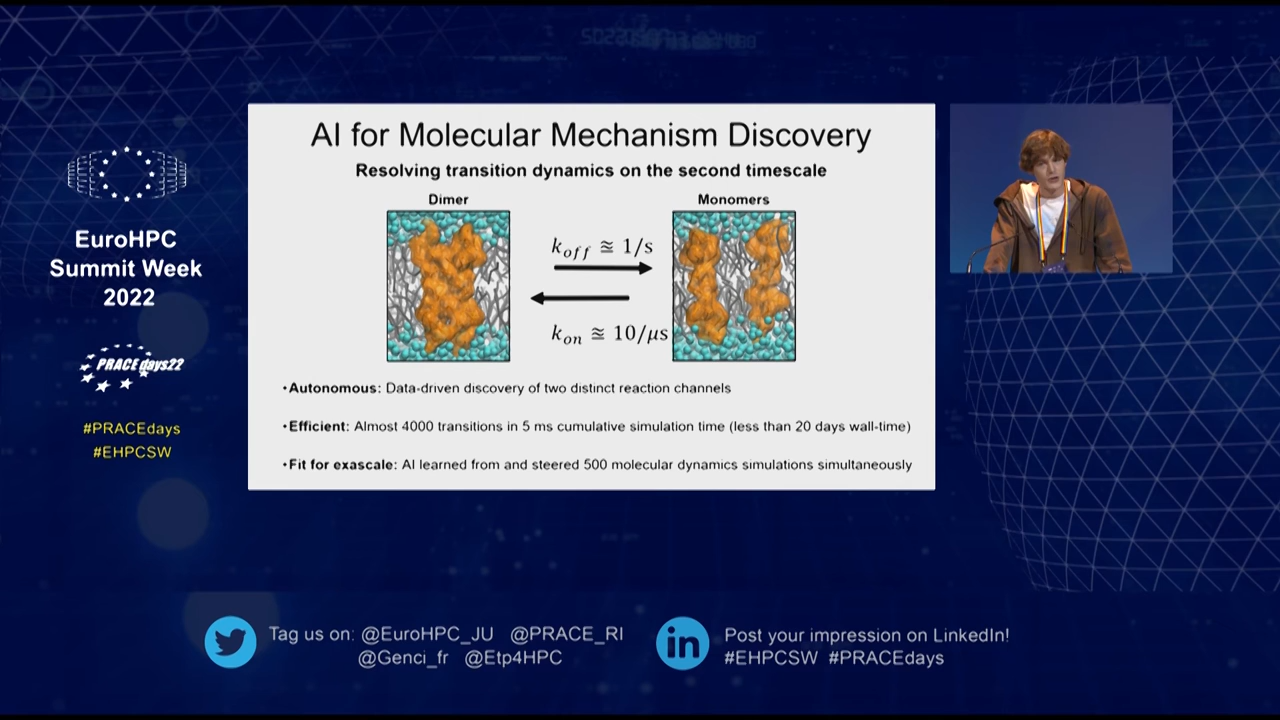 EuroHPC
Summit Week
2022
PRACEdays22
#PRACEdays
#EHPCSW
AI for Molecular Mechanism Discovery
Resolving transition dynamics on the second timescale
Dimer
Monomers
k_off ≅ 1/s
k_on ≅ 10/μs
•Autonomous: Data-driven discovery of two distinct reaction channels
•Efficient: Almost 4000 transitions in 5 ms cumulative simulation time (less than 20 days wall-time)
•Fit for exascale: AI learned from and steered 500 molecular dynamics simulations simultaneously
Tag us on: @EuroHPC_JU @PRACE_RI
@Genci_fr @Etp4HPC
in
Post your impression on LinkedIn!
#EHPCSW #PRACEdays